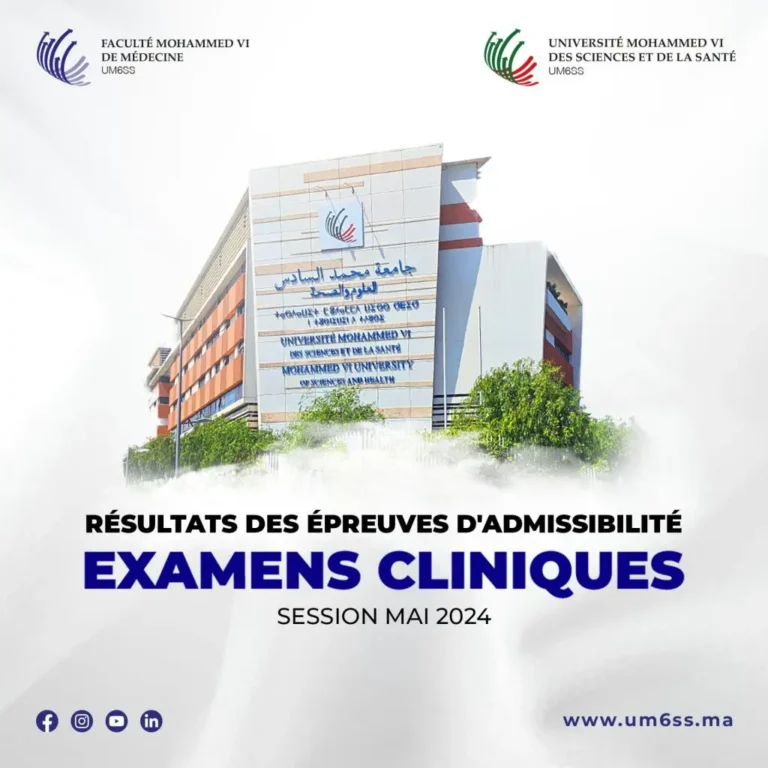 FACULTÉ MOHAMMED VI
DE MÉDECINE
UM6SS
UNIVERSITÉ MOHAMMED VI
DES SCIENCES ET DE LA SANTÉ
UM6SS
جامعة محمد السادس
للعلوم والصحة
UNIVERSITÉ MOHAMMED VI
DES SCIENCES ET DE LA SANTÉ
MOHAMMED VI UNIVERSITY
OF SCIENCES AND HEALTH
RÉSULTATS DES ÉPREUVES D'ADMISSIBILITÉ
EXAMENS CLINIQUES
SESSION MAI 2024
www.um6ss.ma